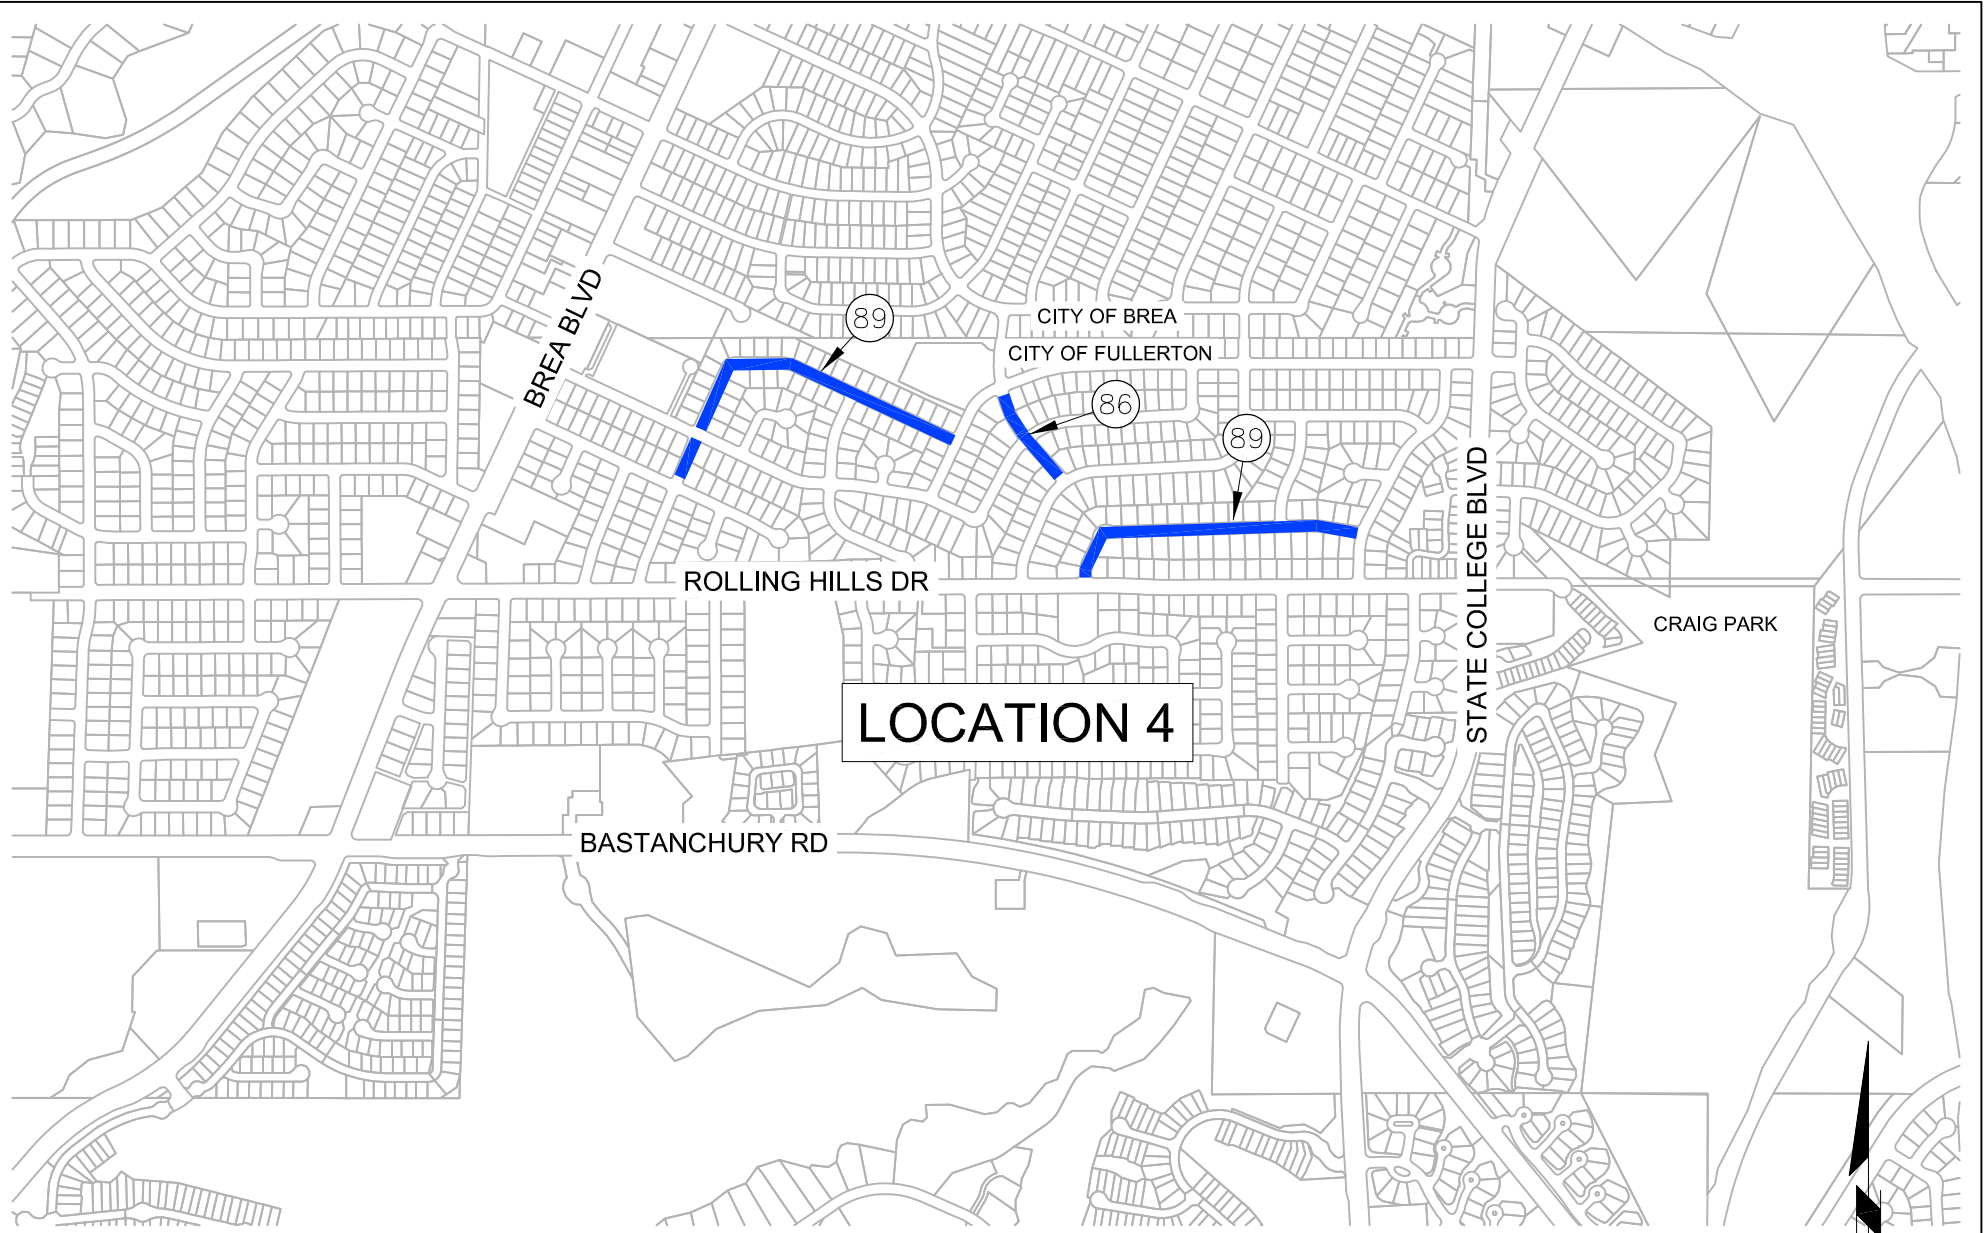 BREA BLVD
89
CITY OF BREA
CITY OF FULLERTON
86
89
STATE COLLEGE BLVD
ROLLING HILLS DR
CRAIG PARK
LOCATION 4
BASTANCHURY RD